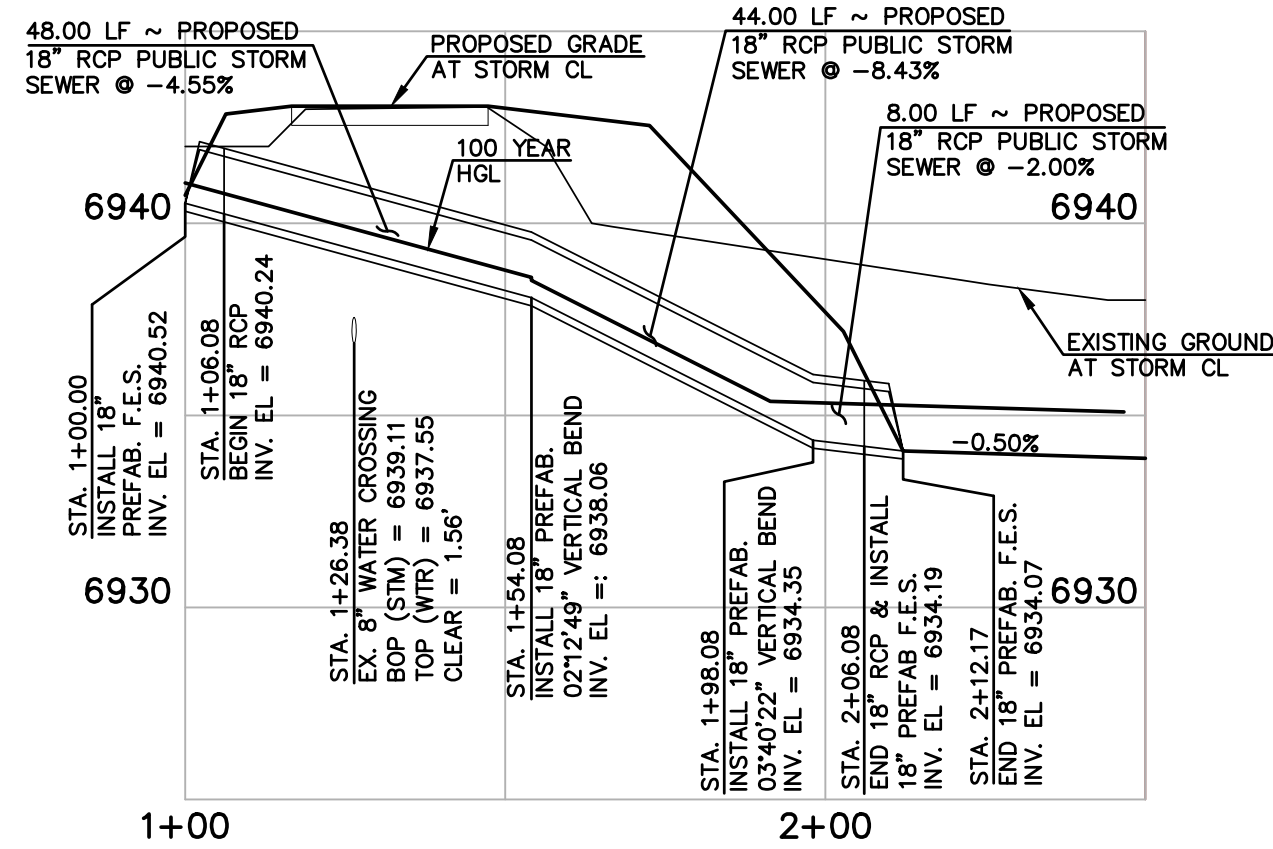 48.00 LF ~ PROPOSED
18" RCP PUBLIC STORM
SEWER @ -4.55%
PROPOSED GRADE
AT STORM CL
44.00 LF ~ PROPOSED
18" RCP PUBLIC STORM
SEWER @ -8.43%
8.00 LF ~ PROPOSED
18" RCP PUBLIC STORM
SEWER @ -2.00%
100 YEAR
HGL
6940
6940
EXISTING GROUND
AT STORM CL
-0.50%
6930
6930
STA. 1+00.00
INSTALL 18"
PREFAB. F.E.S.
INV. EL = 6940.52
STA. 1+06.08
BEGIN 18" RCP
INV. EL = 6940.24
STA. 1+26.38
EX. 8" WATER CROSSING
BOP (STM) = 6939.11
TOP (WTR) = 6937.55
CLEAR = 1.56'
STA. 1+54.08
INSTALL 18" PREFAB.
02°12'49" VERTICAL BEND
INV. EL =: 6938.06
STA. 1+98.08
INSTALL 18" PREFAB.
03°40'22" VERTICAL BEND
INV. EL = 6934.35
STA. 2+06.08
END 18" RCP & INSTALL
18" PREFAB F.E.S.
INV. EL = 6934.19
STA. 2+12.17
END 18" PREFAB. F.E.S.
INV. EL = 6934.07
1+00
2+00